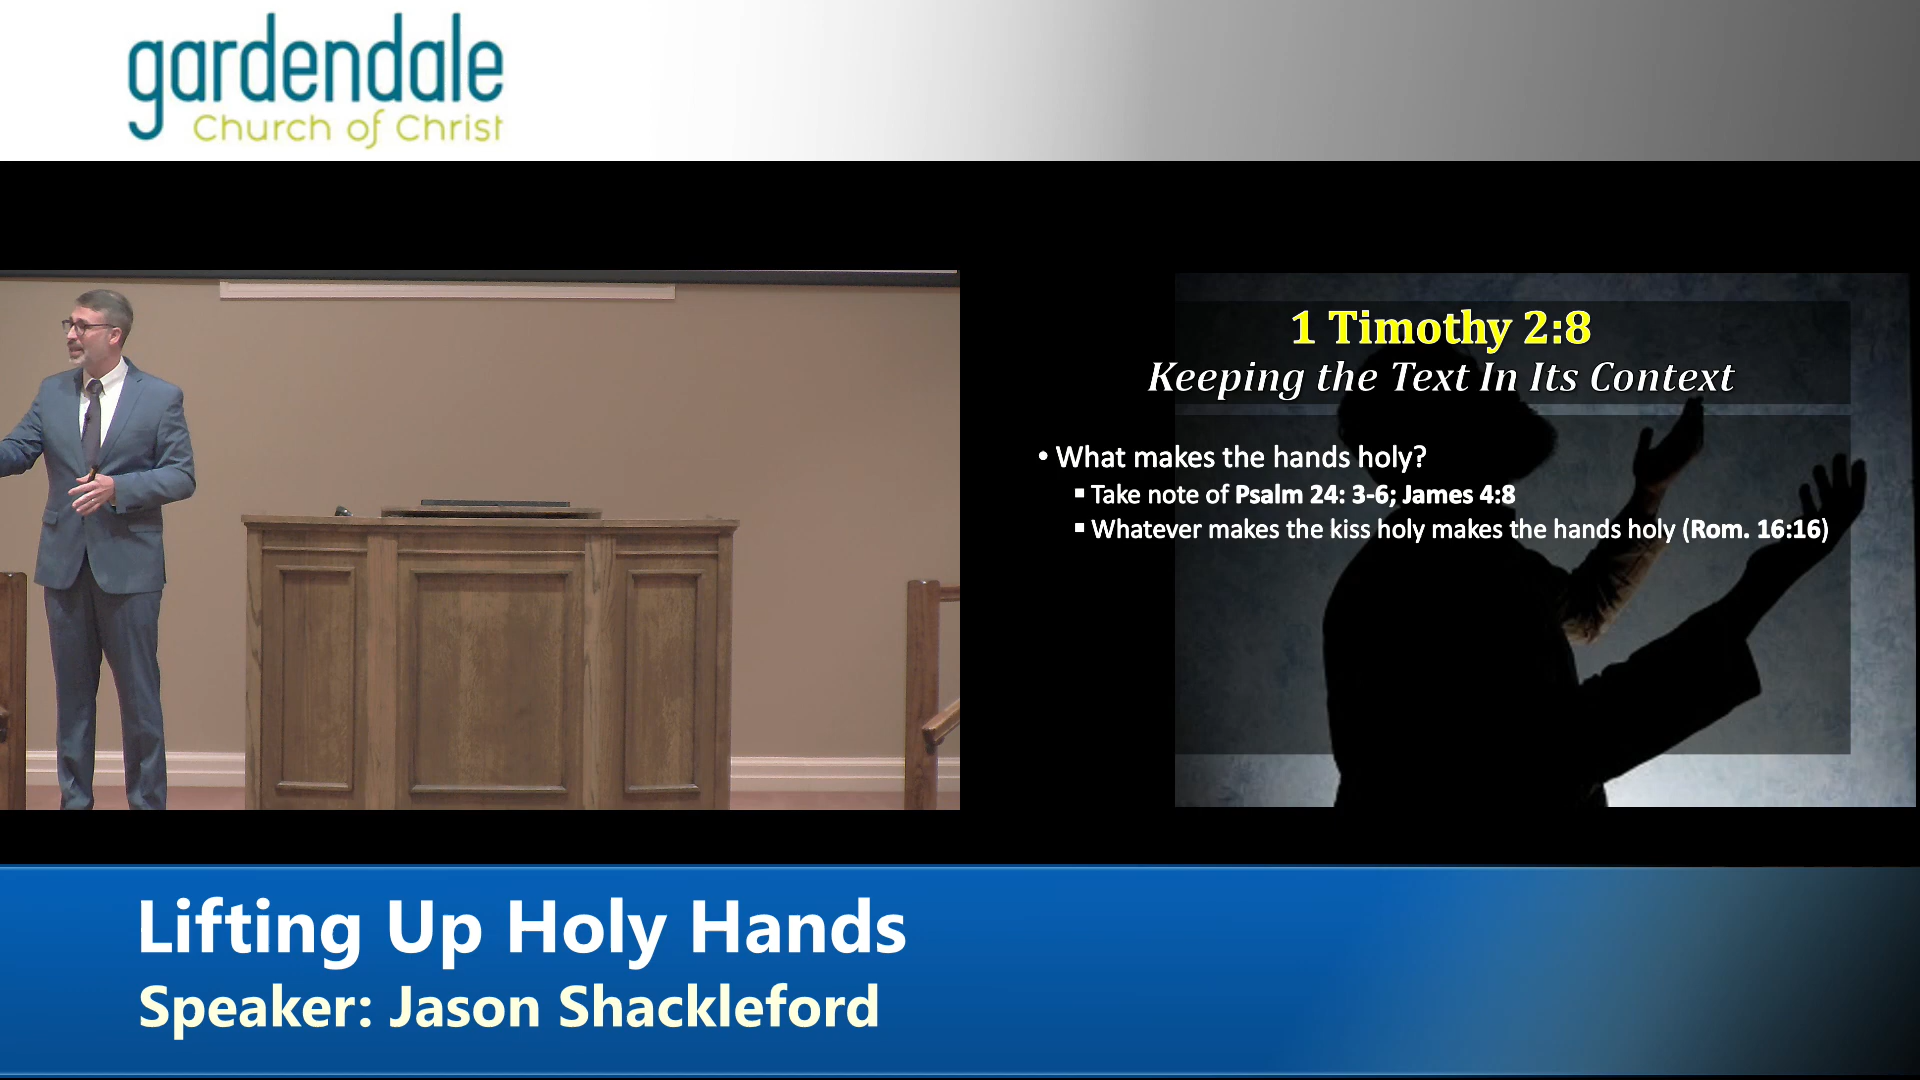 gardendale
Church of Christ
1 Timothy 2:8
Keeping the Text In Its Context
• What makes the hands holy?
▪ Take note of Psalm 24: 3-6; James 4:8
▪ Whatever makes the kiss holy makes the hands holy (Rom. 16:16)
Lifting Up Holy Hands
Speaker: Jason Shackleford